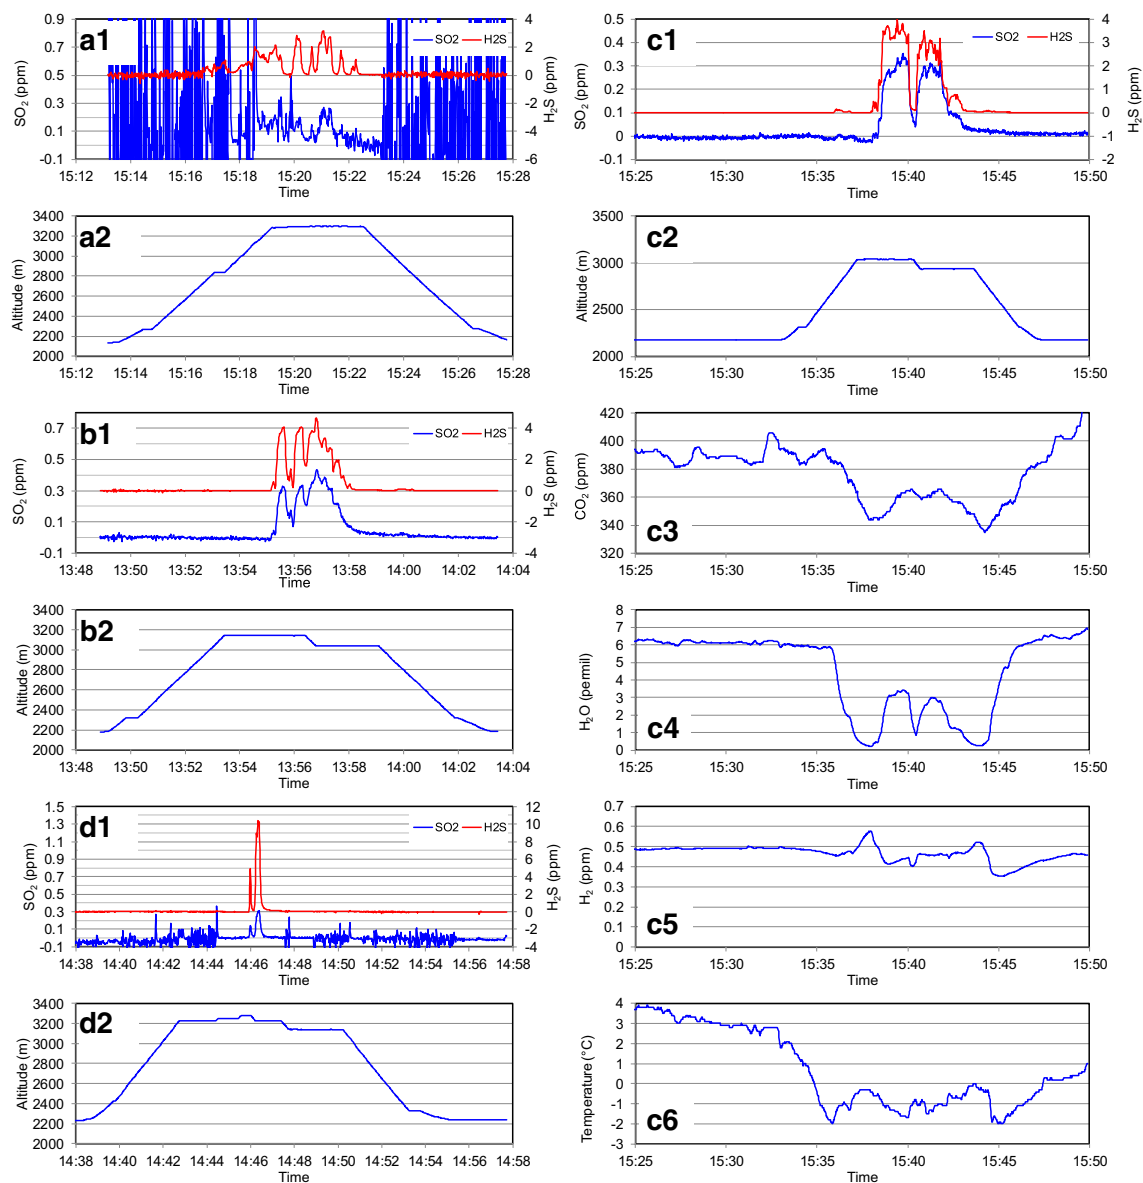 a1
SO2 H2S
SO₂ (ppm)
0.9
0.7
0.5
0.3
0.1
-0.1
H₂S (ppm)
4
2
0
-2
-4
-6
15:12 15:14 15:16 15:18 15:20 15:22 15:24 15:26 15:28
Time
c1
SO2 H2S
SO₂ (ppm)
0.5
0.4
0.3
0.2
0.1
0
-0.1
H₂S (ppm)
4
3
2
1
0
-1
-2
15:25 15:30 15:35 15:40 15:45 15:50
Time
a2
Altitude (m)
3400
3200
3000
2800
2600
2400
2200
2000
15:12 15:14 15:16 15:18 15:20 15:22 15:24 15:26 15:28
Time
c2
Altitude (m)
3500
3000
2500
2000
15:25 15:30 15:35 15:40 15:45 15:50
Time
b1
SO2 H2S
SO₂ (ppm)
0.7
0.5
0.3
0.1
-0.1
H₂S (ppm)
4
2
0
-2
-4
13:48 13:50 13:52 13:54 13:56 13:58 14:00 14:02 14:04
Time
c3
CO₂ (ppm)
420
400
380
360
340
320
15:25 15:30 15:35 15:40 15:45 15:50
Time
b2
Altitude (m)
3400
3200
3000
2800
2600
2400
2200
2000
13:48 13:50 13:52 13:54 13:56 13:58 14:00 14:02 14:04
Time
c4
H₂O (permil)
8
7
6
5
4
3
2
1
0
15:25 15:30 15:35 15:40 15:45 15:50
Time
d1
SO2 H2S
SO₂ (ppm)
1.5
1.3
1.1
0.9
0.7
0.5
0.3
0.1
-0.1
H₂S (ppm)
12
10
8
6
4
2
0
-2
-4
14:38 14:40 14:42 14:44 14:46 14:48 14:50 14:52 14:54 14:56 14:58
Time
c5
H₂ (ppm)
0.7
0.6
0.5
0.4
0.3
0.2
0.1
0
15:25 15:30 15:35 15:40 15:45 15:50
Time
d2
Altitude (m)
3400
3200
3000
2800
2600
2400
2200
2000
14:38 14:40 14:42 14:44 14:46 14:48 14:50 14:52 14:54 14:56 14:58
Time
c6
Temperature (°C)
4
3
2
1
0
-1
-2
-3
15:25 15:30 15:35 15:40 15:45 15:50
Time